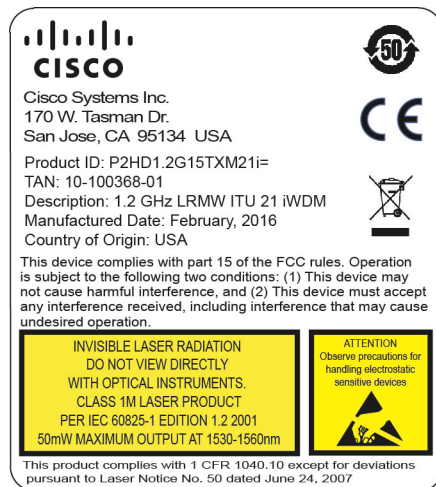 CISCO
50
Cisco Systems Inc.
170 W. Tasman Dr.
San Jose, CA 95134 USA
CE
Product ID: P2HD1.2G15TXM21i=
TAN: 10-100368-01
Description: 1.2 GHz LRMW ITU 21 iWDM
Manufactured Date: February, 2016
Country of Origin: USA
This device complies with part 15 of the FCC rules. Operation
is subject to the following two conditions: (1) This device may
not cause harmful interference, and (2) This device must accept
any interference received, including interference that may cause
undesired operation.
INVISIBLE LASER RADIATION
DO NOT VIEW DIRECTLY
WITH OPTICAL INSTRUMENTS.
CLASS 1M LASER PRODUCT
PER IEC 60825-1 EDITION 1.2 2001
50mW MAXIMUM OUTPUT AT 1530-1560nm
ATTENTION
Observe precautions for
handling electrostatic
sensitive devices
This product complies with 1 CFR 1040.10 except for deviations
pursuant to Laser Notice No. 50 dated June 24, 2007